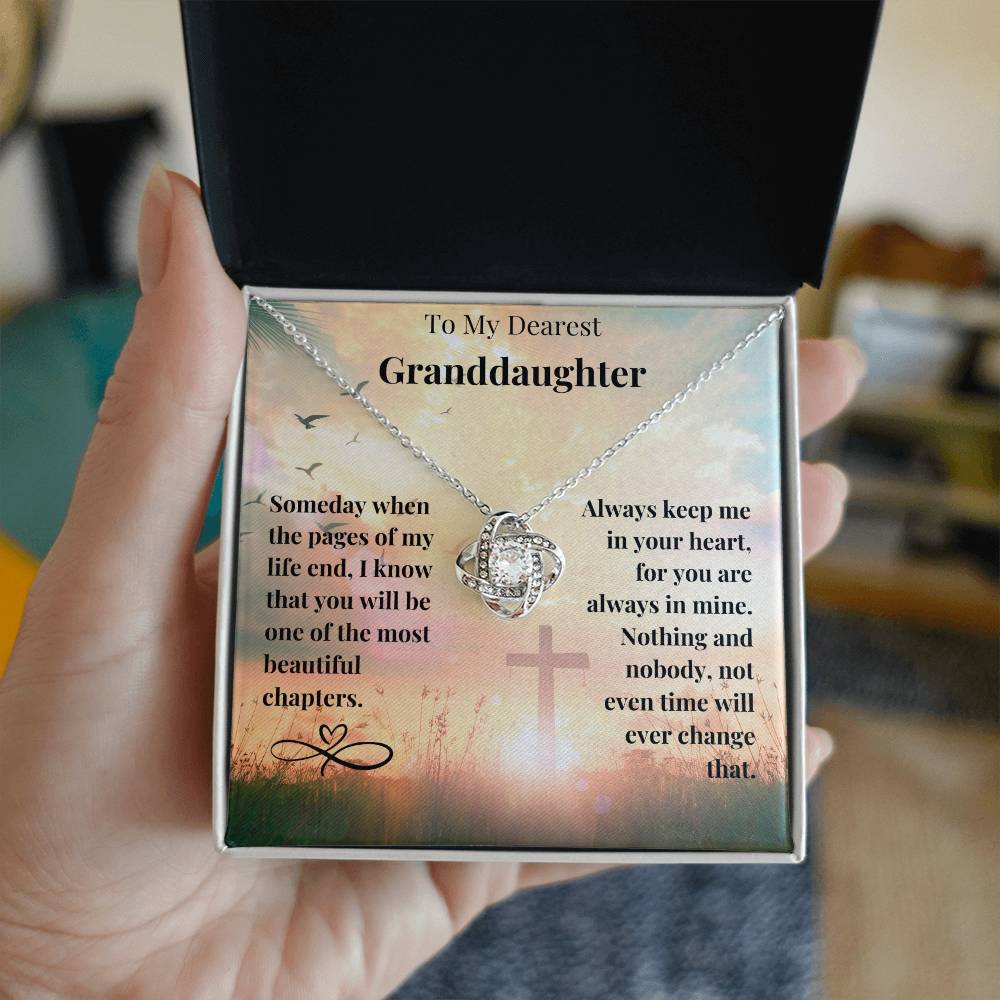 To My Dearest
Granddaughter
Someday when
the pages of my
life end, I know
that you will be
one of the most
beautiful
chapters.
Always keep me
in your heart,
for you are
always in mine.
Nothing and
nobody, not
even time will
ever change
that.